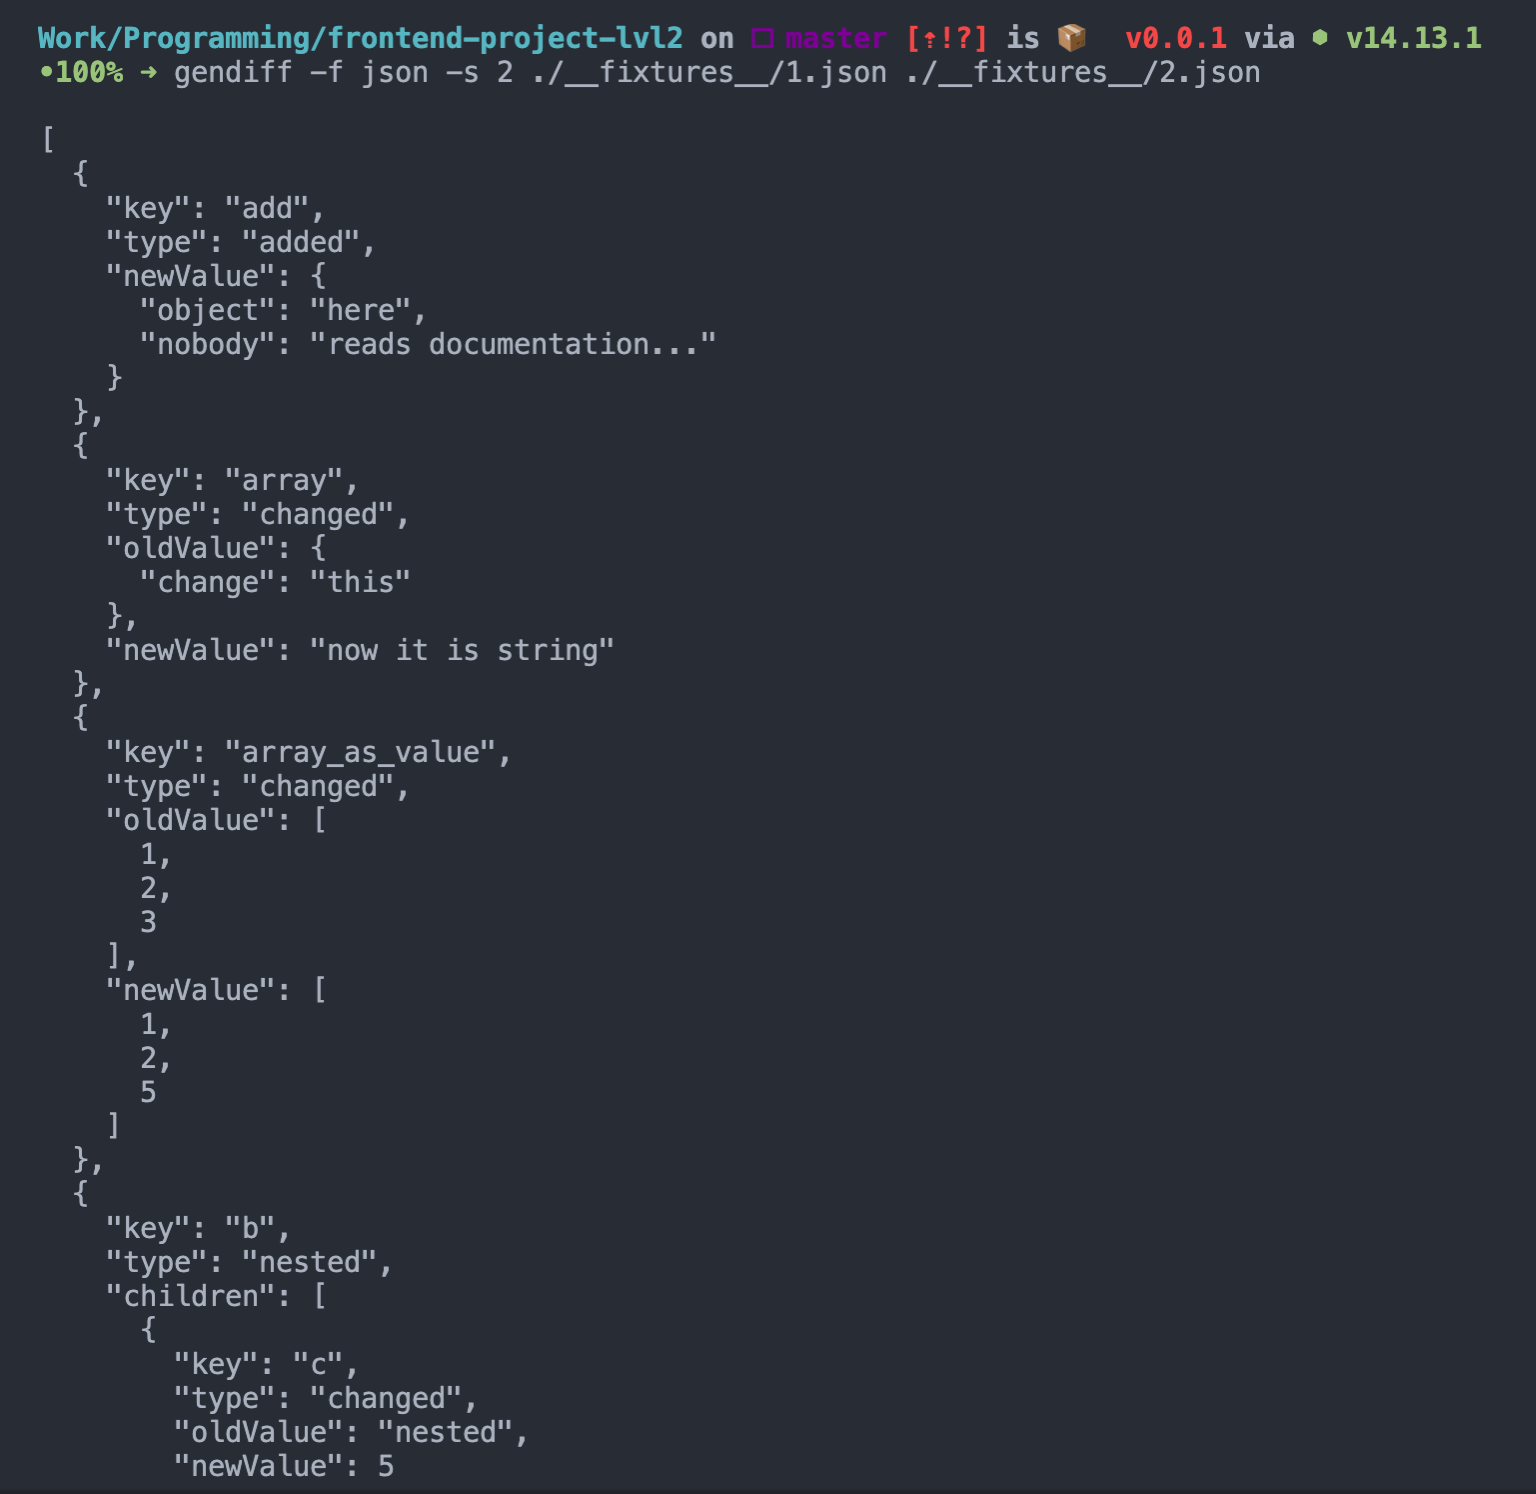 Work/Programming/frontend-project-lvl2 on master [⇡!?] is 📦 v0.0.1 via ⬢ v14.13.1
•100% ➜ gendiff -f json -s 2 ./__fixtures__/1.json ./__fixtures__/2.json
[
  {
    "key": "add",
    "type": "added",
    "newValue": {
      "object": "here",
      "nobody": "reads documentation..."
    }
  },
  {
    "key": "array",
    "type": "changed",
    "oldValue": {
      "change": "this"
    },
    "newValue": "now it is string"
  },
  {
    "key": "array_as_value",
    "type": "changed",
    "oldValue": [
      1,
      2,
      3
    ],
    "newValue": [
      1,
      2,
      5
    ]
  },
  {
    "key": "b",
    "type": "nested",
    "children": [
      {
        "key": "c",
        "type": "changed",
        "oldValue": "nested",
        "newValue": 5